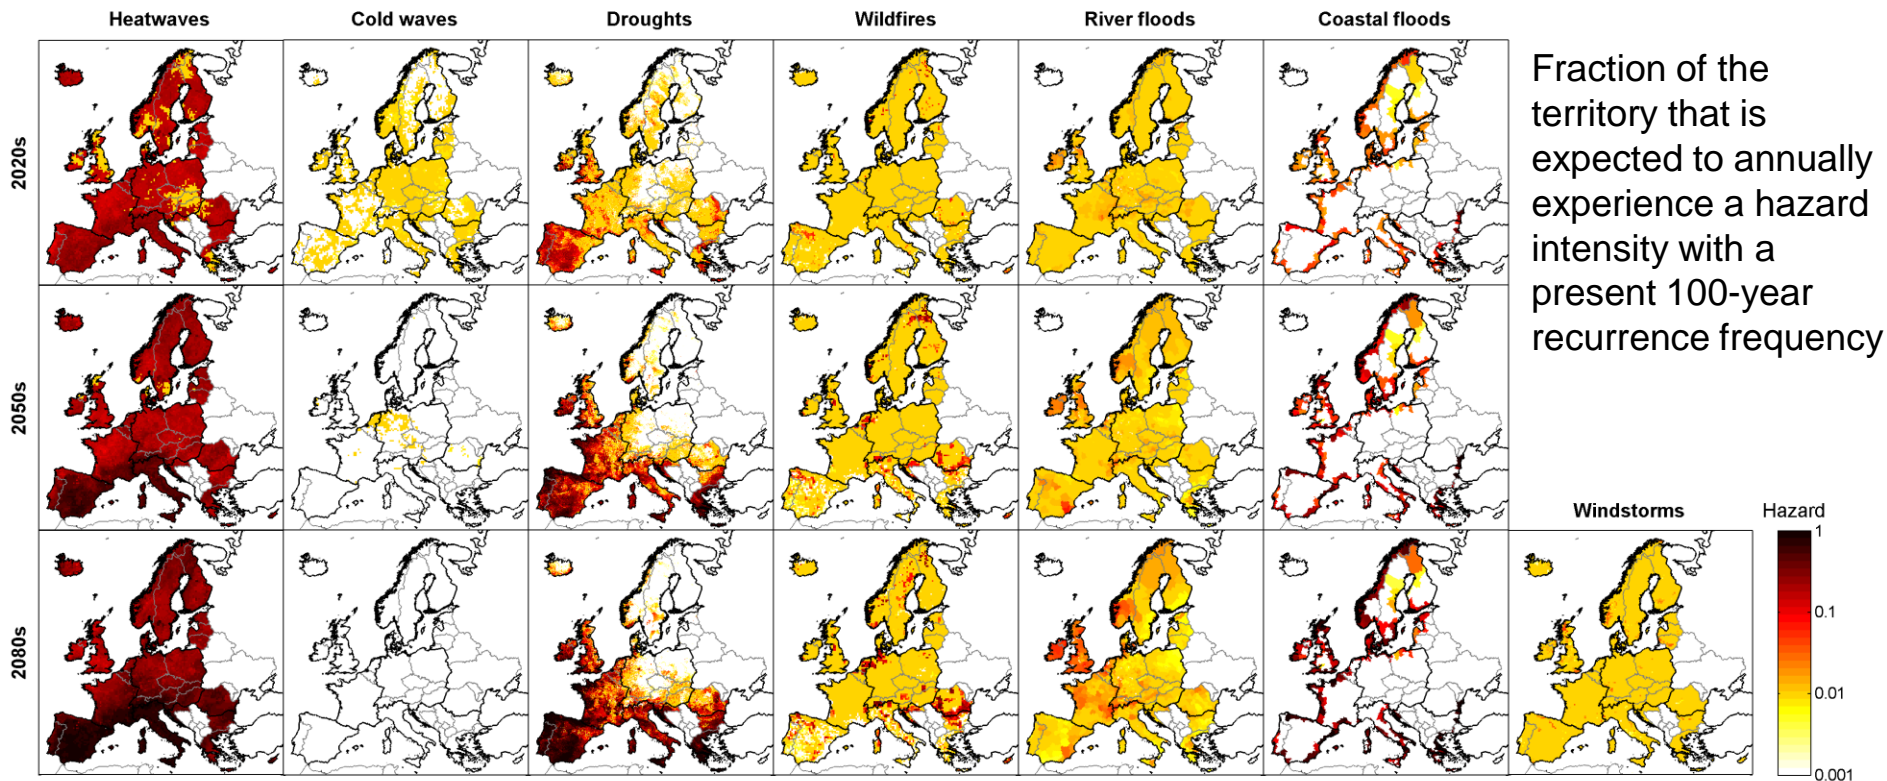 Heatwaves
Cold waves
Droughts
Wildfires
River floods
Coastal floods
2020s
2050s
2080s
Fraction of the
territory that is
expected to annually
experience a hazard
intensity with a
present 100-year
recurrence frequency
Windstorms
Hazard
1
0.1
0.01
0.001